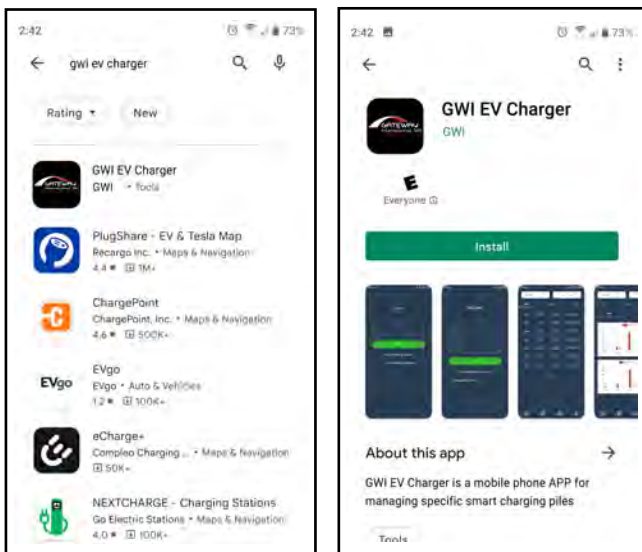 2:42
73%
gwi ev charger
Rating
New
GATEWAY
GWI EV Charger
GWI • Tools
PlugShare - EV & Tesla Map
Recargo Inc. • Maps & Navigation
4.4 ★ 1M+
ChargePoint
ChargePoint, Inc. • Maps & Navigation
4.6 ★ 500K+
EVgo
EVgo
EVgo • Auto & Vehicles
1.2 ★ 100K+
eCharge+
Compleo Charging ... • Maps & Navigation
50K+
NEXTCHARGE - Charging Stations
Go Electric Stations • Maps & Navigation
4.0 ★ 100K+
2:42
73%
GATEWAY
GWI EV Charger
GWI
E
Everyone
Install
About this app
GWI EV Charger is a mobile phone APP for
managing specific smart charging piles
Tools